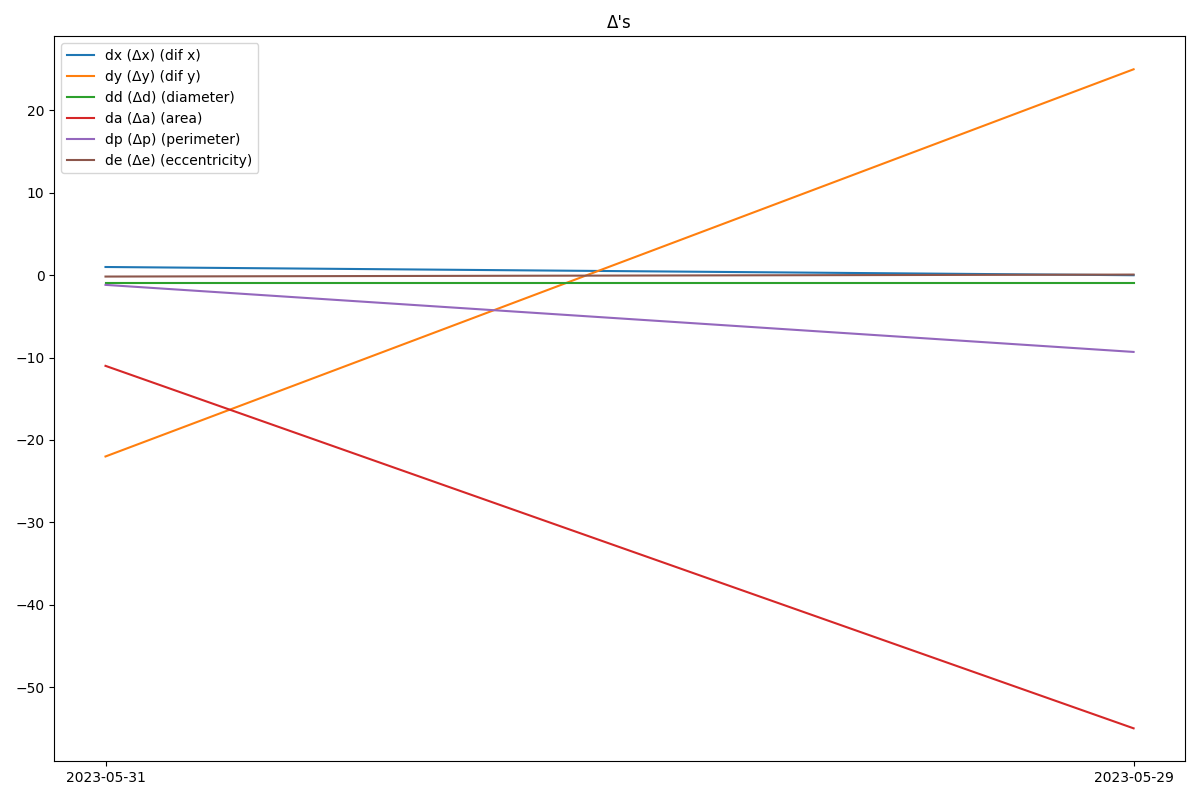 Δ's
dx (Δx) (dif x)
dy (Δy) (dif y)
dd (Δd) (diameter)
da (Δa) (area)
dp (Δp) (perimeter)
de (Δe) (eccentricity)
20
10
0
−10
−20
−30
−40
−50
2023-05-31 2023-05-29